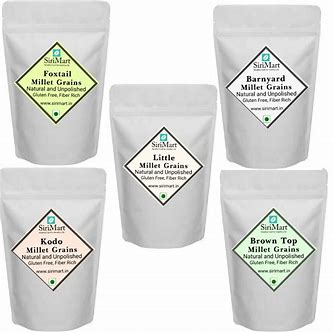 SiriMart
Foxtail
Millet Grains
Natural and Unpolished
Gluten Free, Fiber Rich
www.sirimart.in
SiriMart
Barnyard
Millet Grains
Natural and Unpolished
Gluten Free, Fiber Rich
www.sirimart.in
SiriMart
Little
Millet Grains
Natural and Unpolished
Gluten Free, Fiber Rich
www.sirimart.in
SiriMart
Kodo
Millet Grains
Natural and Unpolished
Gluten Free, Fiber Rich
www.sirimart.in
SiriMart
Brown Top
Millet Grains
Natural and Unpolished
Gluten Free, Fiber Rich
www.sirimart.in